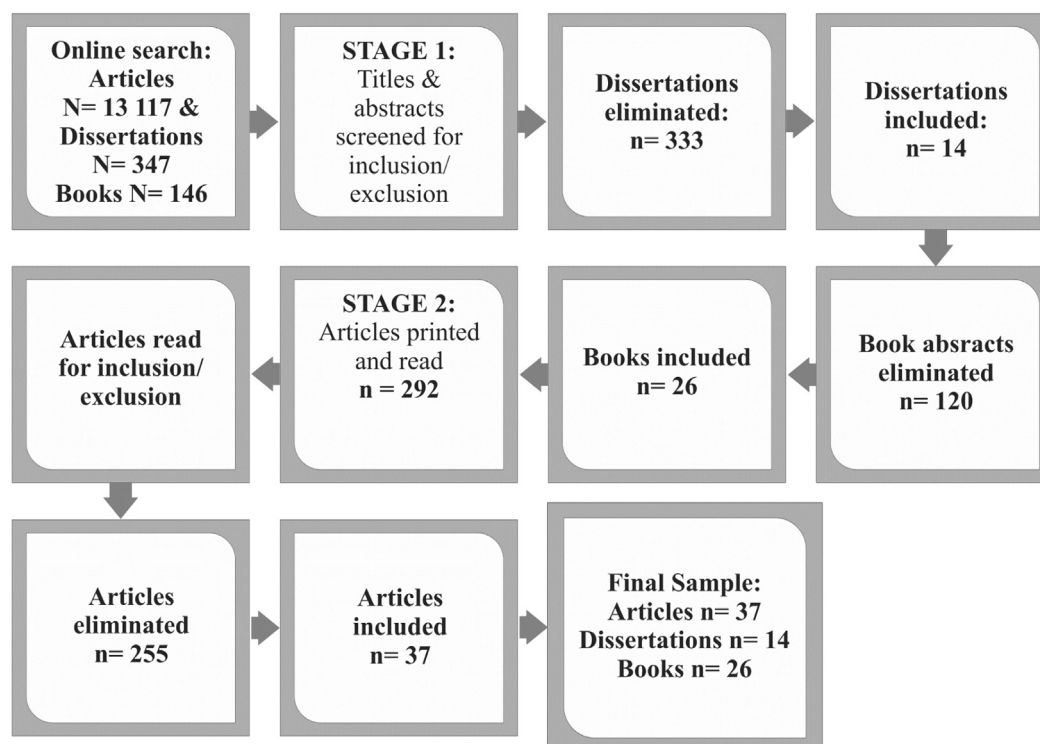 Online search:
Articles
N= 13 117 &
Dissertations
N= 347
Books N= 146
STAGE 1:
Titles &
abstracts
screened for
inclusion/
exclusion
Dissertations
eliminated:
n= 333
Dissertations
included:
n= 14
Book absracts
eliminated
n= 120
Books included
n= 26
STAGE 2:
Articles printed
and read
n = 292
Articles read
for inclusion/
exclusion
Articles
eliminated
n= 255
Articles
included
n= 37
Final Sample:
Articles n= 37
Dissertations n= 14
Books n= 26